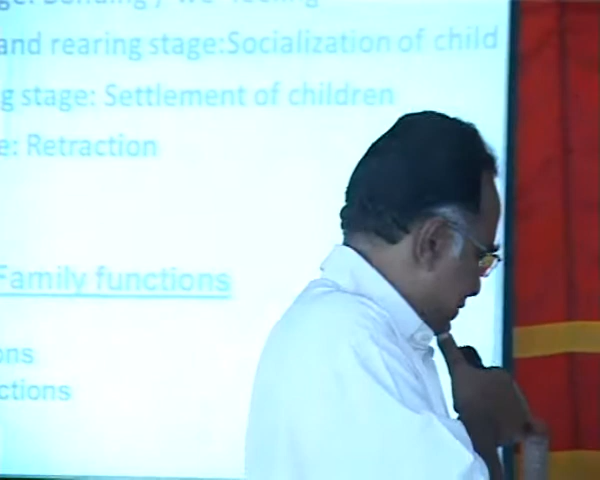 and rearing stage:Socialization of child
g stage: Settlement of children
e: Retraction
Family functions
ons
ctions